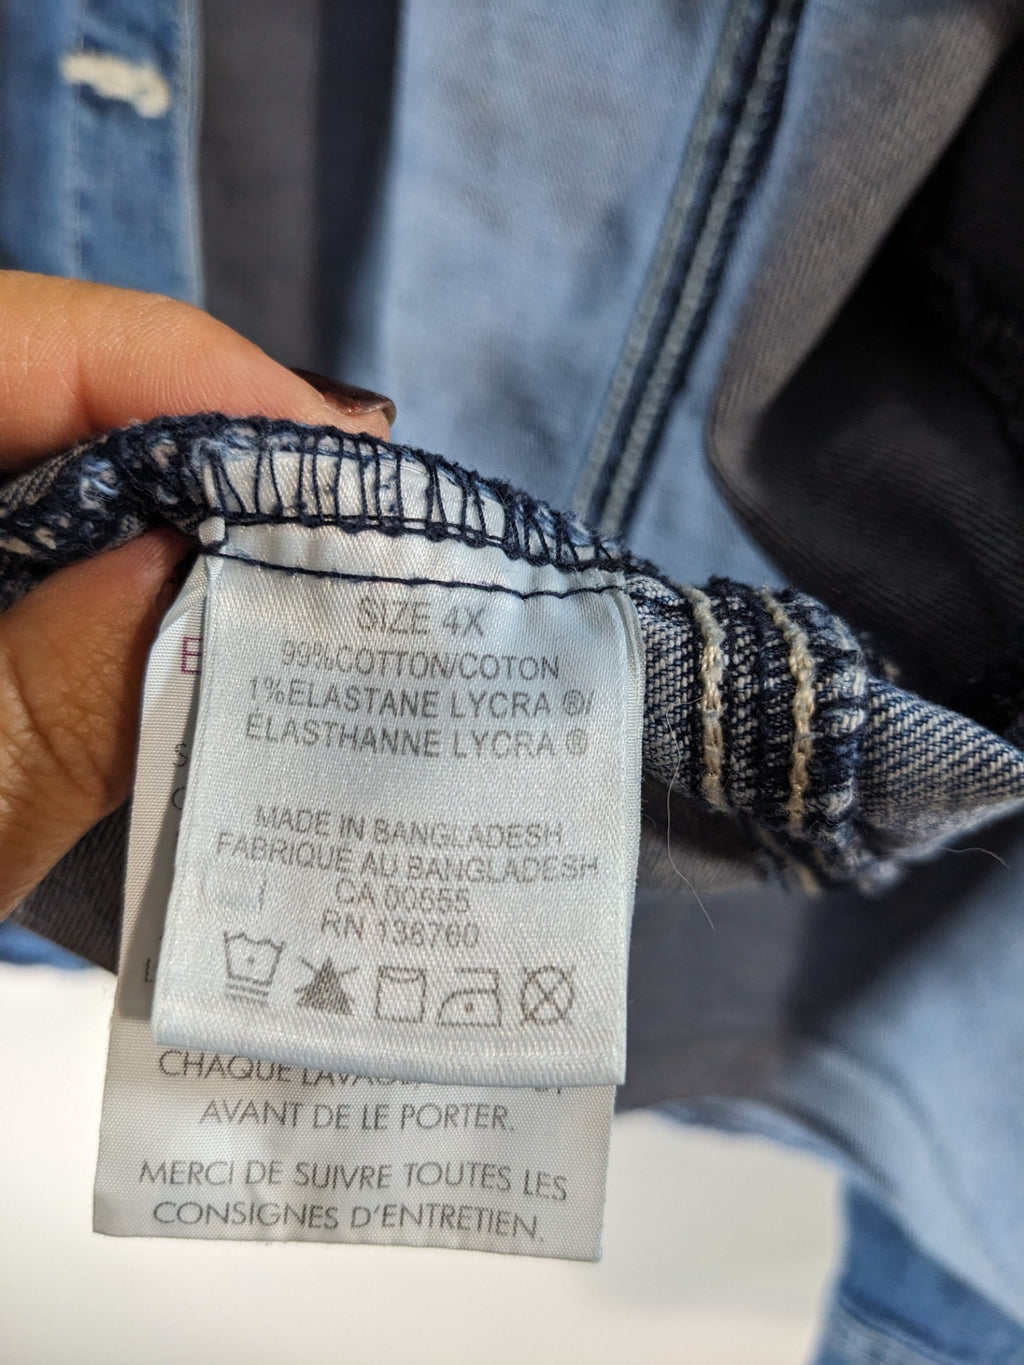 SIZE 4X
99%COTTON/COTON
1%ELASTANE LYCRA ®/
ÉLASTHANNE LYCRA ®
MADE IN BANGLADESH
FABRIQUE AU BANGLADESH
CA 00655
RN 138760
CHAQUE
AVANT DE LE PORTER.
MERCI DE SUIVRE TOUTES LES
CONSIGNES D'ENTRETIEN.